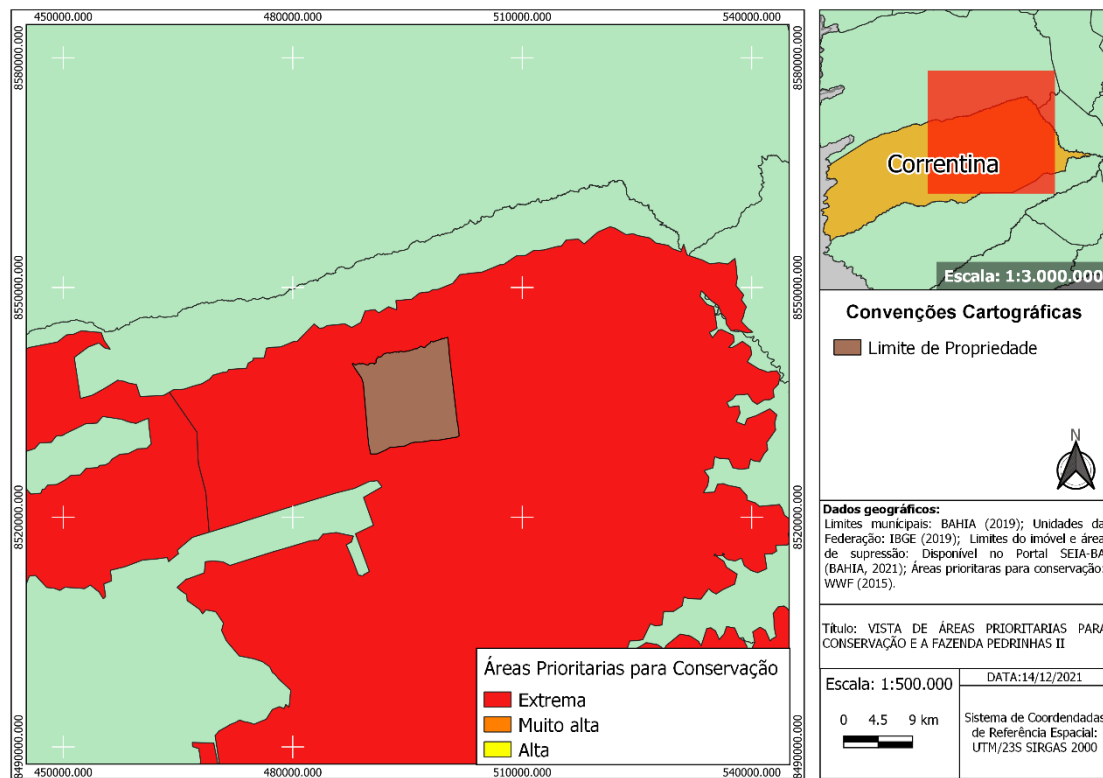 450000.000 480000.000 510000.000 540000.000
8580000.000 8580000.000
8550000.000 8550000.000
8520000.000 8520000.000
8490000.000 8490000.000
Áreas Prioritarias para Conservação
Extrema
Muito alta
Alta
450000.000 480000.000 510000.000 540000.000
Correntina
Escala: 1:3.000.000
Convenções Cartográficas
Limite de Propriedade
N
Dados geográficos:
Limites municipais: BAHIA (2019); Unidades da
Federação: IBGE (2019); Limites do imóvel e área
de supressão: Disponível no Portal SEIA-BA
(BAHIA, 2021); Áreas prioritaras para conservação:
WWF (2015).
Título: VISTA DE ÁREAS PRIORITARIAS PARA
CONSERVAÇÃO E A FAZENDA PEDRINHAS II
Escala: 1:500.000
0 4.5 9 km
DATA:14/12/2021
Sistema de Coordendadas
de Referência Espacial:
UTM/23S SIRGAS 2000